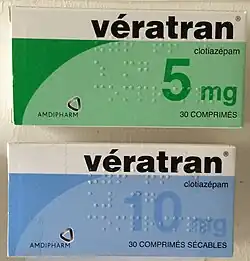 vératran®
clotiazépam
5 mg
30 COMPRIMÉS
AMDIPHARM
vératran®
clotiazépam
10 mg
30 COMPRIMÉS SÉCABLES
AMDIPHARM